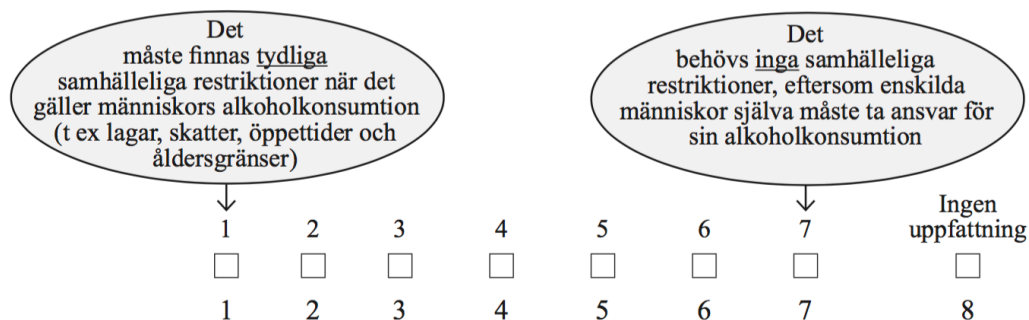 Det
måste finnas tydliga
samhälleliga restriktioner när det
gäller människors alkoholkonsumtion
(t ex lagar, skatter, öppettider och
åldersgränser)
Det
behövs inga samhälleliga
restriktioner, eftersom enskilda
människor själva måste ta ansvar för
sin alkoholkonsumtion
Ingen
1 2 3 4 5 6 7 uppfattning
1 2 3 4 5 6 7 8